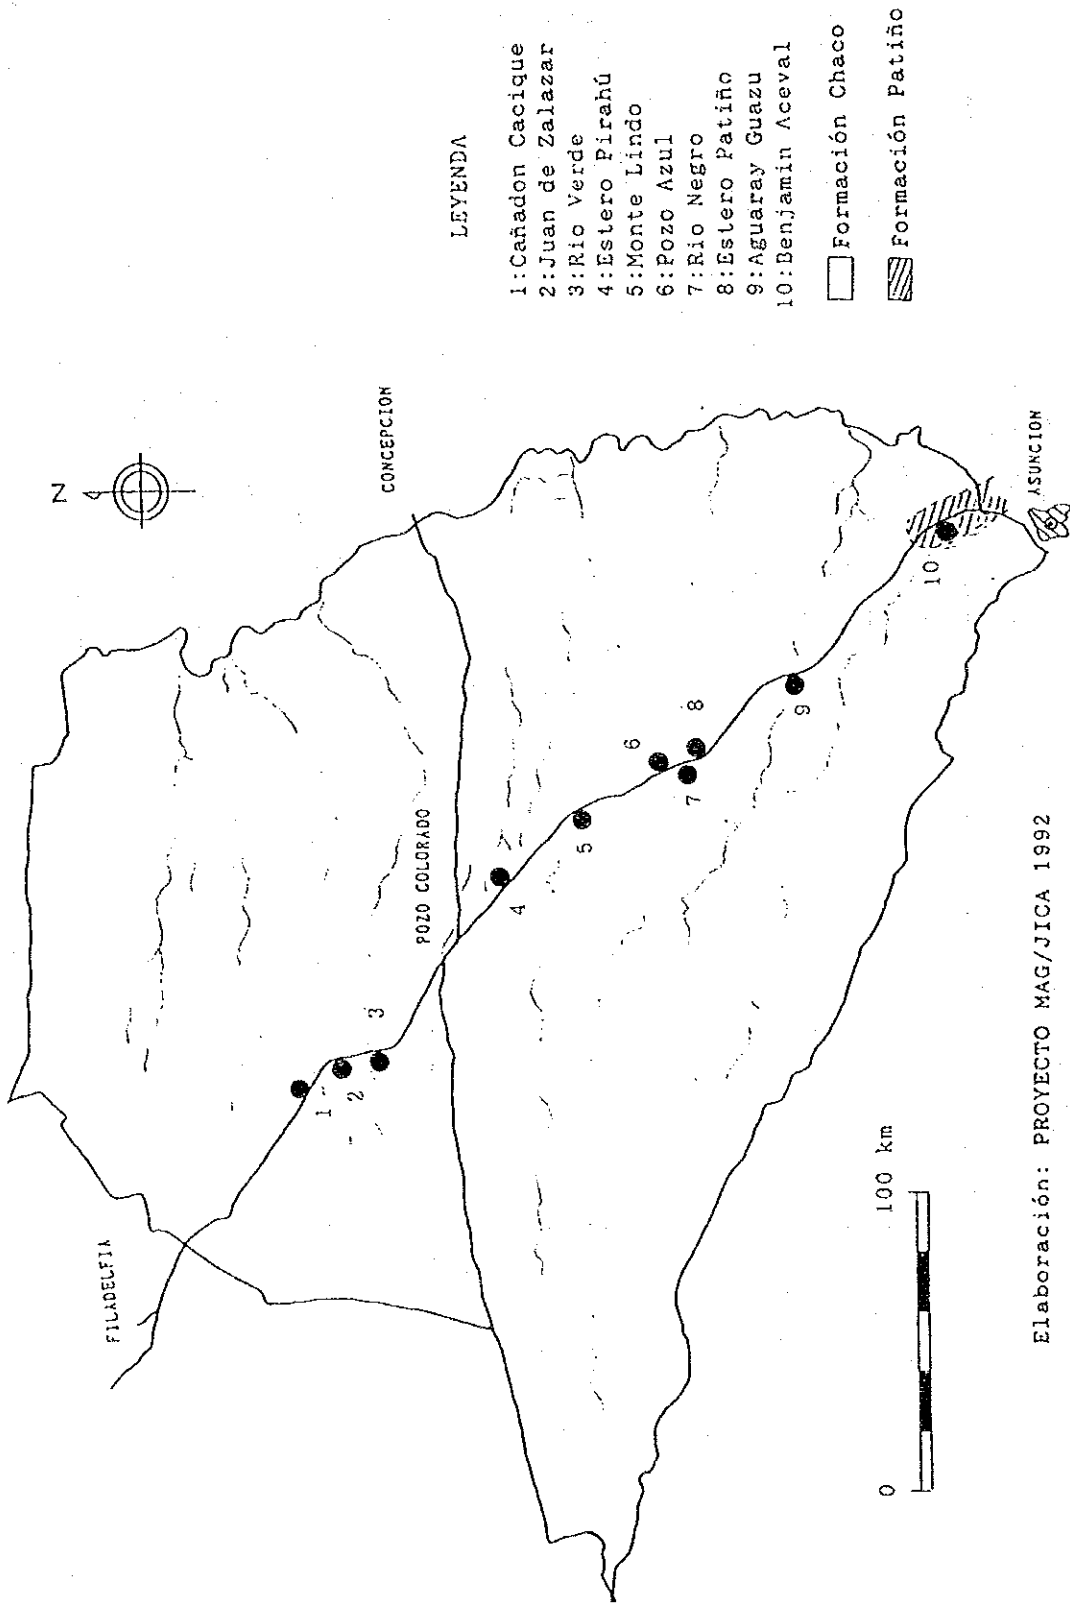 N
FILADELFIA
CONCEPCION
POZO COLORADO
ASUNCION
1
2
3
4
5
6
7
8
9
10
LEYENDA
1:Cañadon Cacique
2:Juan de Zalazar
3:Rio Verde
4:Estero Pirahú
5:Monte Lindo
6:Pozo Azul
7:Rio Negro
8:Estero Patiño
9:Aguaray Guazu
10:Benjamin Aceval
Formación Chaco
Formación Patiño
0 100 km
Elaboración: PROYECTO MAG/JICA 1992